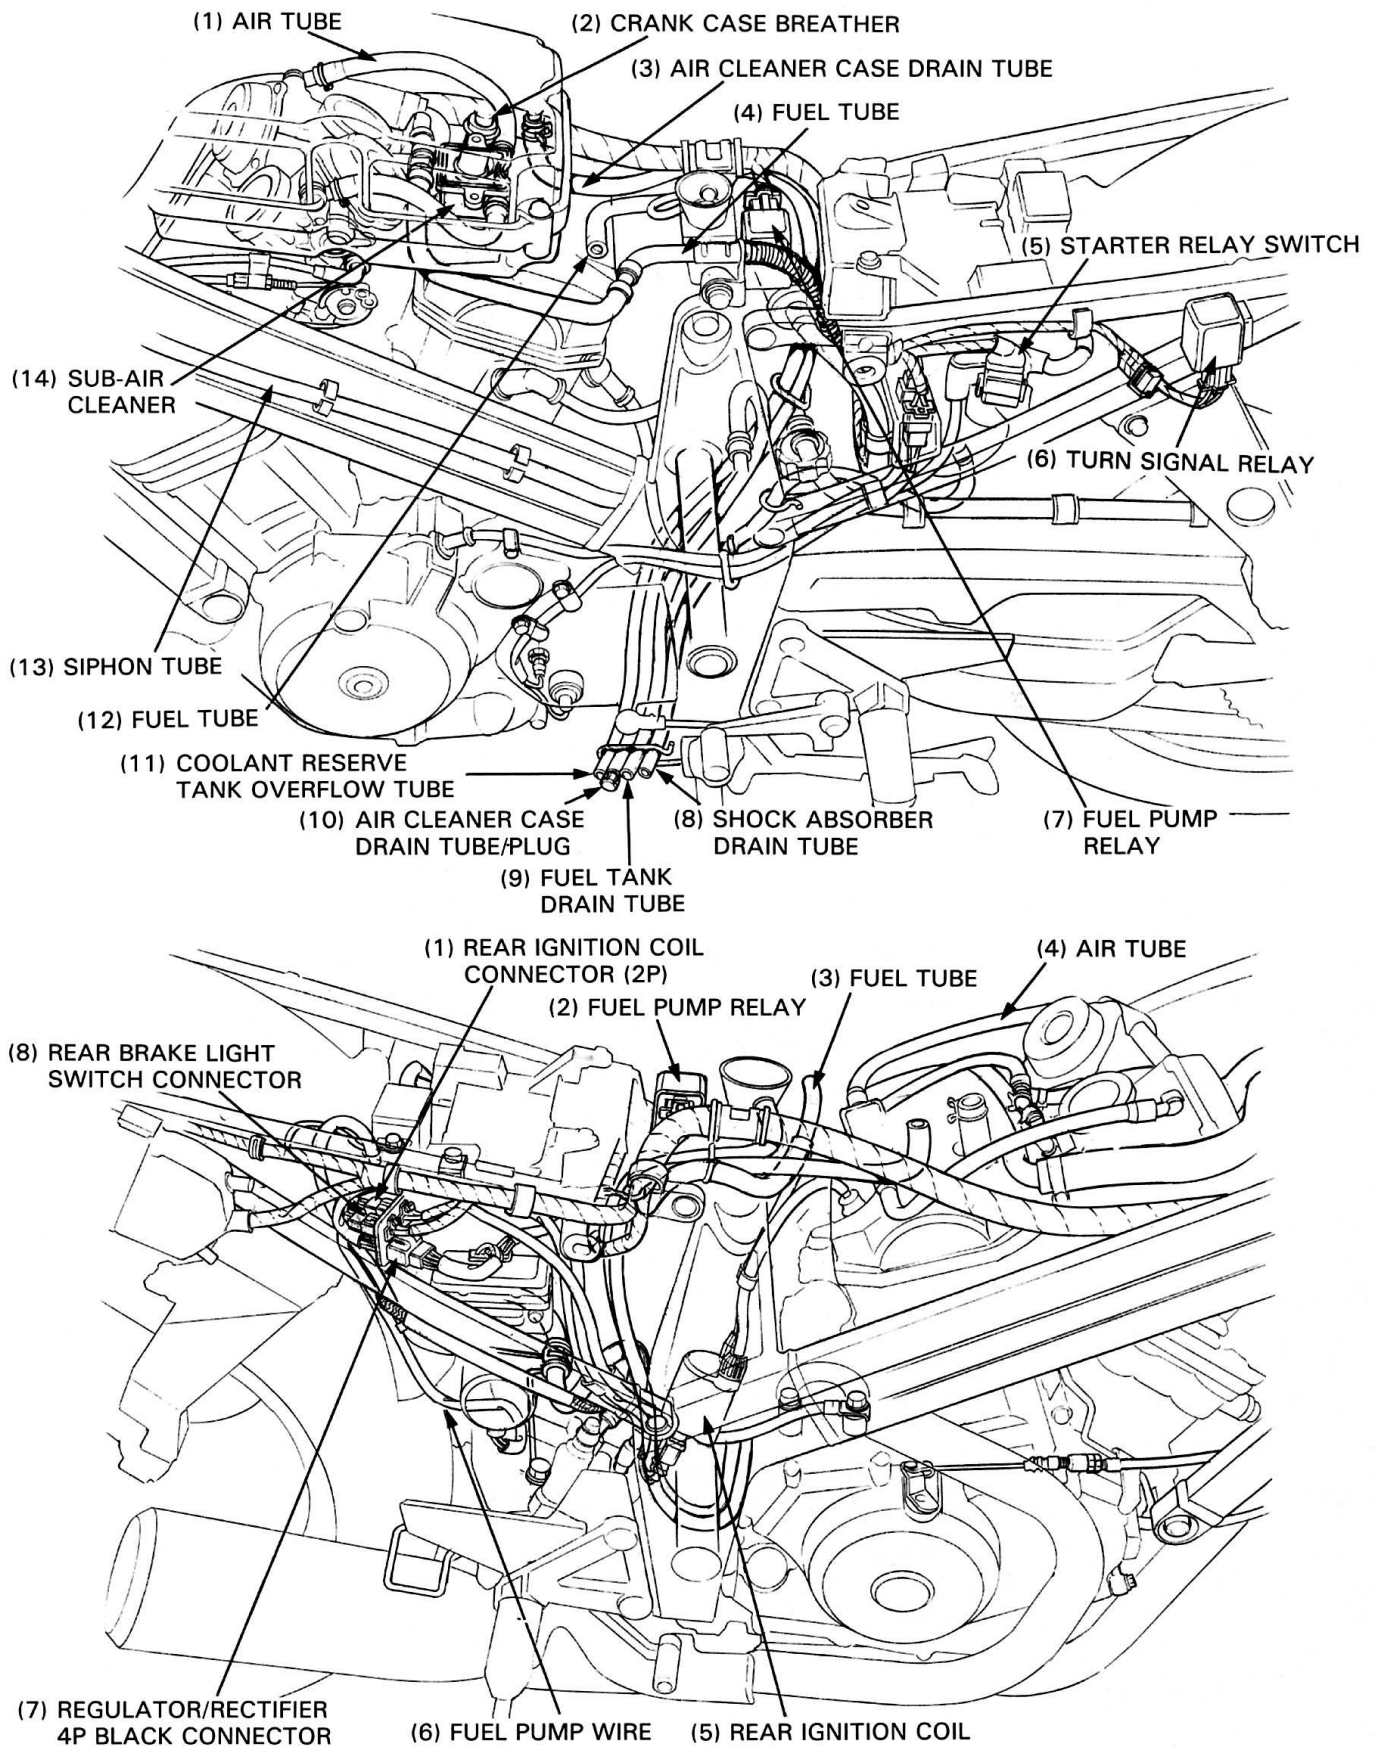 (1) AIR TUBE
(2) CRANK CASE BREATHER
(3) AIR CLEANER CASE DRAIN TUBE
(4) FUEL TUBE
(5) STARTER RELAY SWITCH
(14) SUB-AIR
CLEANER
(6) TURN SIGNAL RELAY
(13) SIPHON TUBE
(12) FUEL TUBE
(11) COOLANT RESERVE
TANK OVERFLOW TUBE
(10) AIR CLEANER CASE
DRAIN TUBE/PLUG
(9) FUEL TANK
DRAIN TUBE
(8) SHOCK ABSORBER
DRAIN TUBE
(7) FUEL PUMP
RELAY
(1) REAR IGNITION COIL
CONNECTOR (2P)
(2) FUEL PUMP RELAY
(3) FUEL TUBE
(4) AIR TUBE
(8) REAR BRAKE LIGHT
SWITCH CONNECTOR
(7) REGULATOR/RECTIFIER
4P BLACK CONNECTOR
(6) FUEL PUMP WIRE
(5) REAR IGNITION COIL